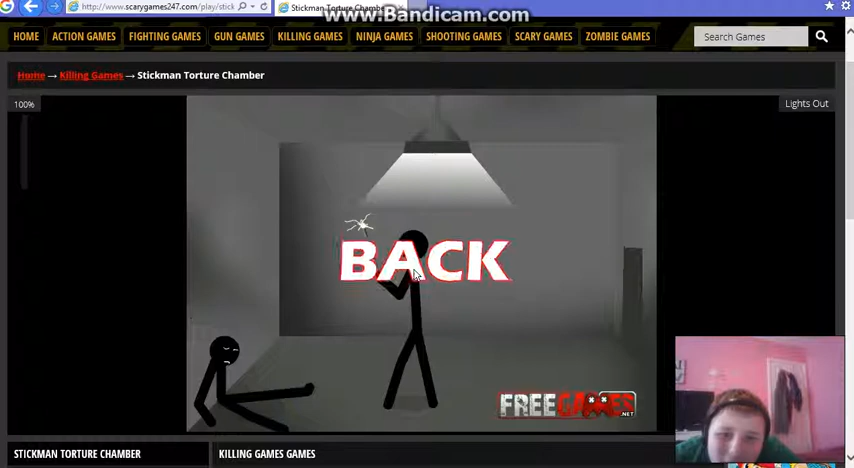 www.Bandicam.com
http://www.scarygames247.com/play/stick
Stickman Torture Chamber
HOME ACTION GAMES FIGHTING GAMES GUN GAMES KILLING GAMES NINJA GAMES SHOOTING GAMES SCARY GAMES ZOMBIE GAMES Search Games
Home → Killing Games → Stickman Torture Chamber
100% Lights Out
BACK
FREEGAMES.NET
STICKMAN TORTURE CHAMBER KILLING GAMES GAMES